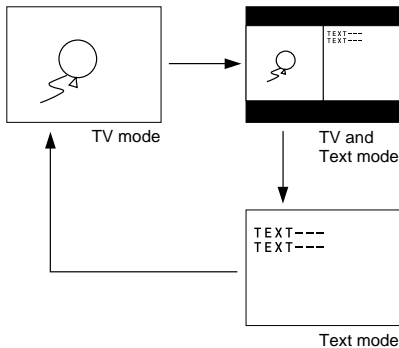 TEXT---
TEXT---
TV mode
TV and
Text mode
TEXT---
TEXT---
Text mode